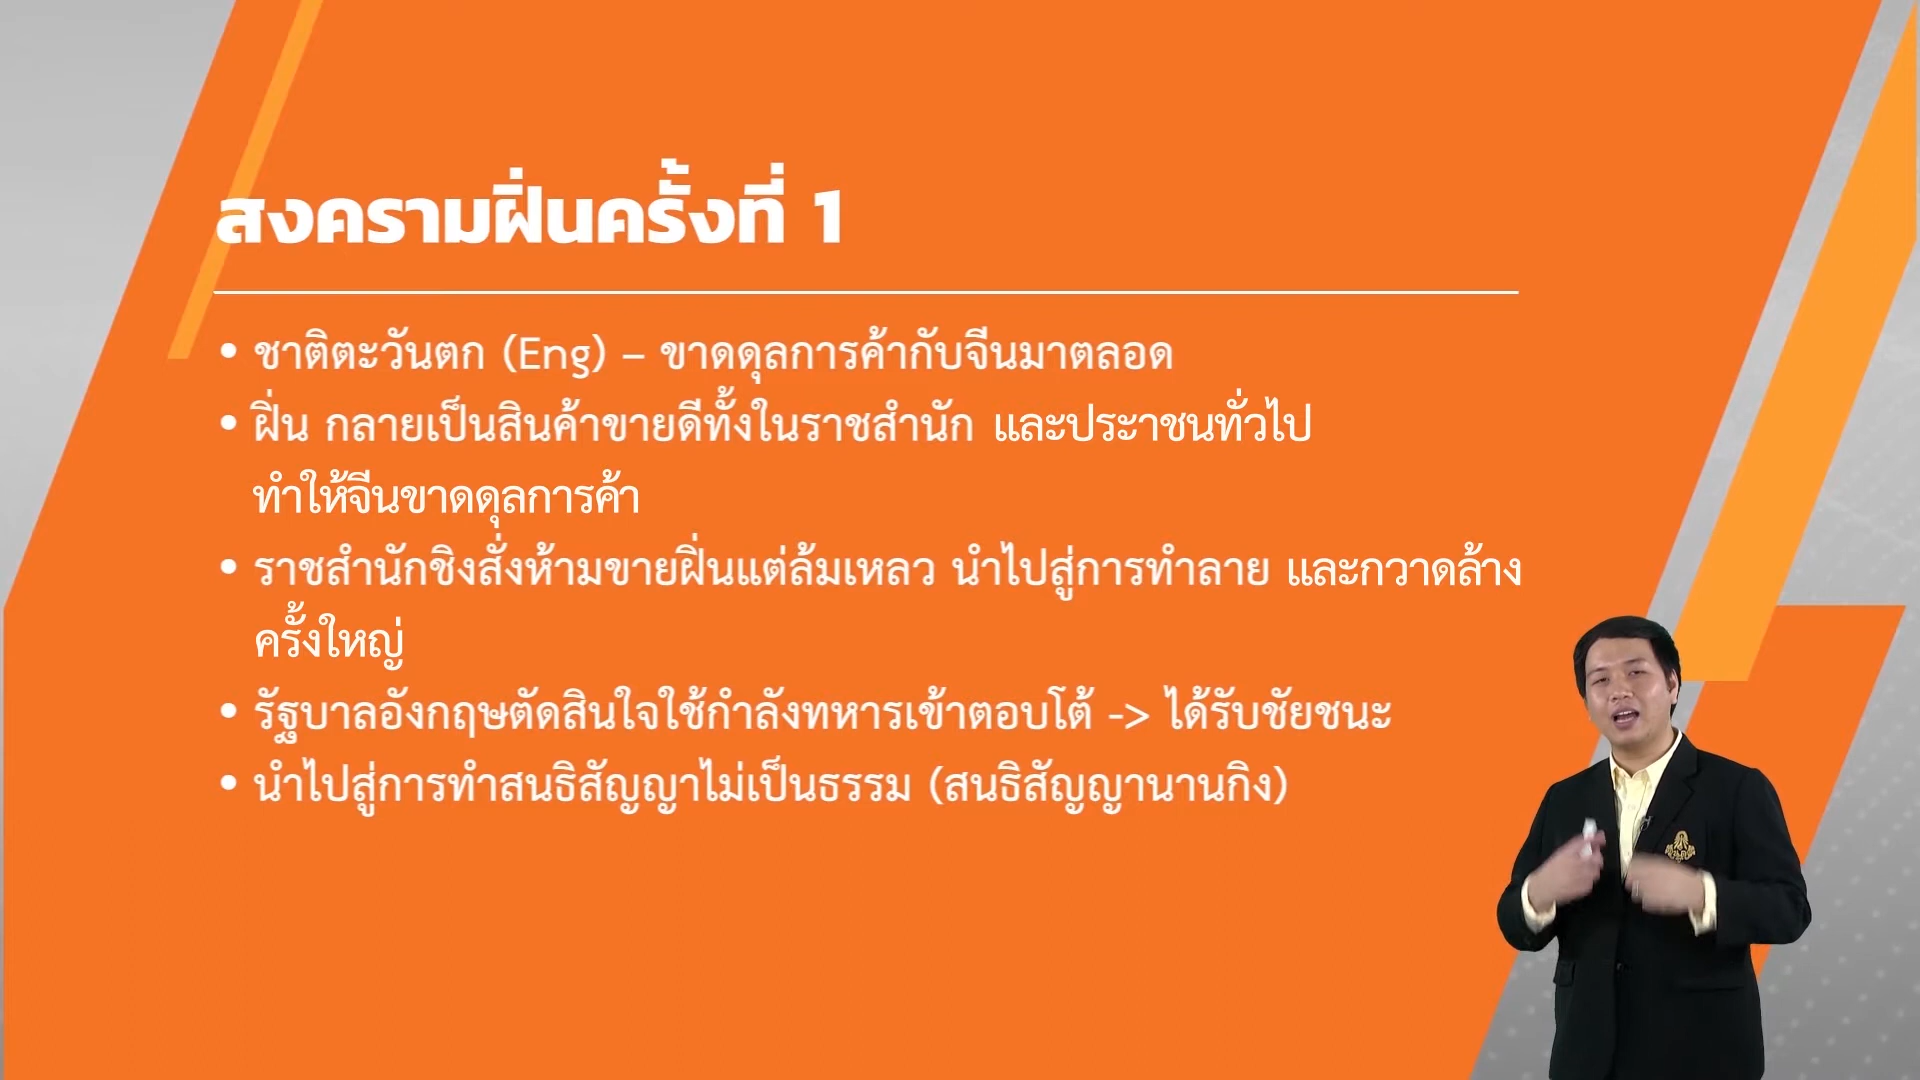 สงครามฝิ่นครั้งที่ 1
• ชาติตะวันตก (Eng) – ขาดดุลการค้ากับจีนมาตลอด
• ฝิ่น กลายเป็นสินค้าขายดีทั้งในราชสำนัก และประาชนทั่วไป
ทำให้จีนขาดดุลการค้า
• ราชสำนักชิงสั่งห้ามขายฝิ่นแต่ล้มเหลว นำไปสู่การทำลาย และกวาดล้าง
ครั้งใหญ่
• รัฐบาลอังกฤษตัดสินใจใช้กำลังทหารเข้าตอบโต้ -> ได้รับชัยชนะ
• นำไปสู่การทำสนธิสัญญาไม่เป็นธรรม (สนธิสัญญานานกิง)